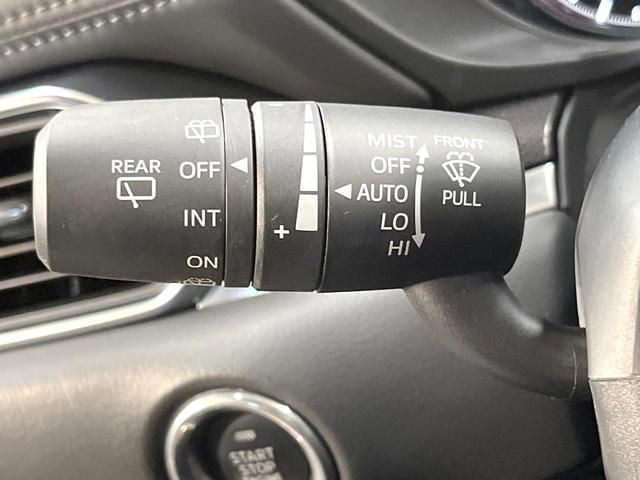 REAR
OFF
INT
ON
−
+
MIST
OFF
AUTO
LO
HI
FRONT
PULL
START
STOP